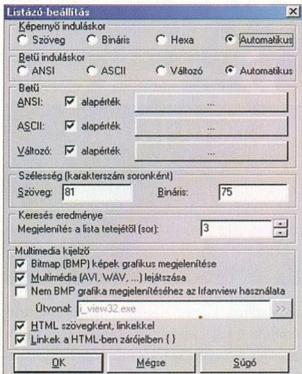 Listázó-beállítás
Képernyő induláskor
Szöveg Bináris Hexa Automatikus
Betű induláskor
ANSI ASCII Változó Automatikus
Betű
ANSI: alapérték ...
ASCII: alapérték ...
Változó: alapérték ...
Szélesség (karakterszám soronként)
Szöveg: 81 Bináris: 75
Keresés eredménye
Megjelenítés a lista tetejétől (sor): 3
Multimedia kijelző
Bitmap (BMP) képek grafikus megjelenítése
Multimédia (AVI, WAV, ...) lejátszása
Nem BMP grafika megjelenítéséhez az Irfanview használata
Útvonal: i_view32.exe >>
HTML szövegként, linkekkel
Linkek a HTML-ben zárójelben { }
OK Mégse Súgó